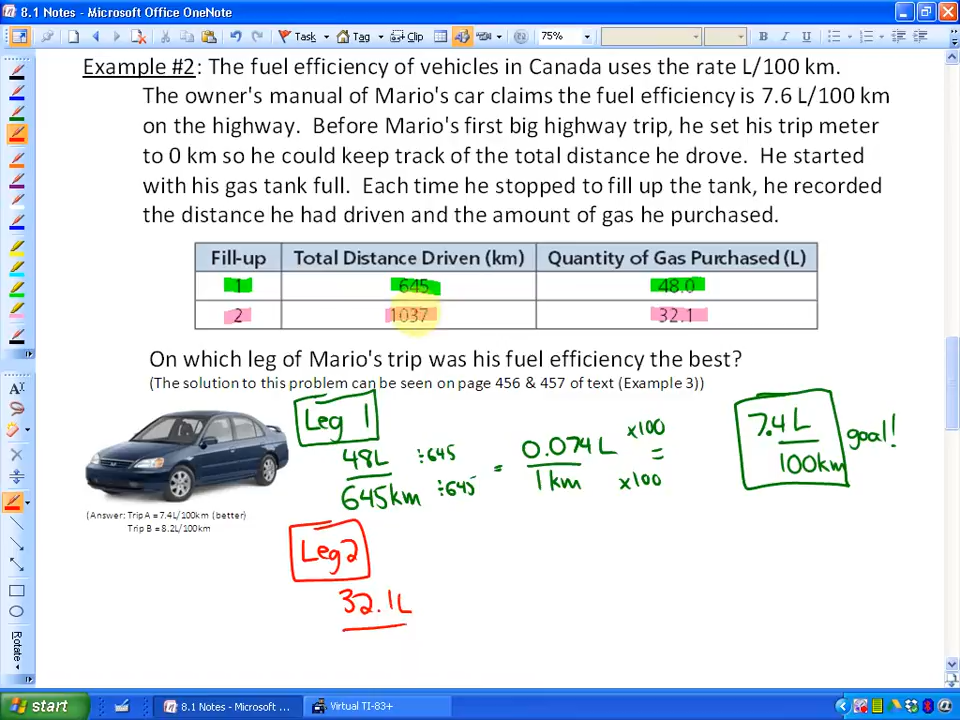 8.1 Notes - Microsoft Office OneNote
Task Tag Clip 75% B I U
Example #2: The fuel efficiency of vehicles in Canada uses the rate L/100 km.
The owner's manual of Mario's car claims the fuel efficiency is 7.6 L/100 km
on the highway. Before Mario's first big highway trip, he set his trip meter
to 0 km so he could keep track of the total distance he drove. He started
with his gas tank full. Each time he stopped to fill up the tank, he recorded
the distance he had driven and the amount of gas he purchased.
Fill-up Total Distance Driven (km) Quantity of Gas Purchased (L)
1 645 48.0
2 1037 32.1
On which leg of Mario's trip was his fuel efficiency the best?
(The solution to this problem can be seen on page 456 & 457 of text (Example 3))
Leg 1
48L ÷645 = 0.074L x100 =
645km ÷645 1km x100
7.4L
100km
goal!
(Answer: Trip A = 7.4L/100km (better)
Trip B = 8.2L/100km
Leg 2
32.1L
Rotate
start 8.1 Notes - Microsoft ... Virtual TI-83+